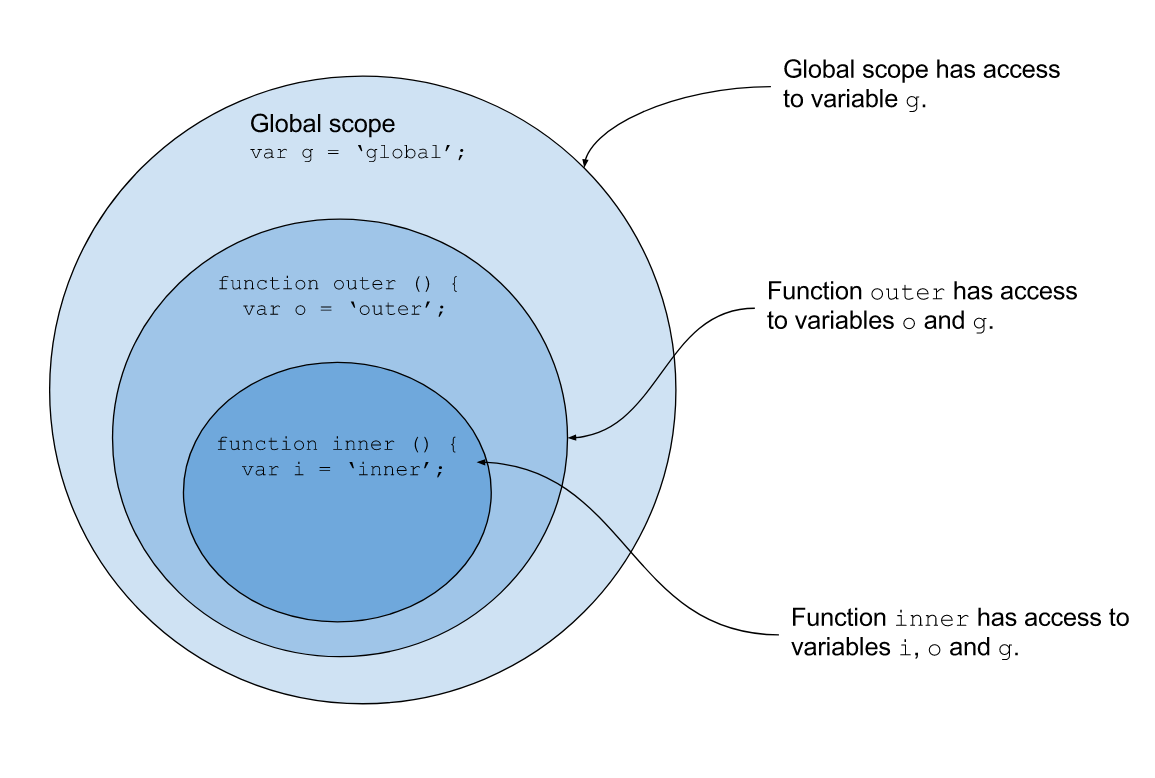 Global scope has access
to variable g.
Global scope
var g = ‘global’;
function outer () {
var o = ‘outer’;
Function outer has access
to variables o and g.
function inner () {
var i = ‘inner’;
Function inner has access to
variables i, o and g.